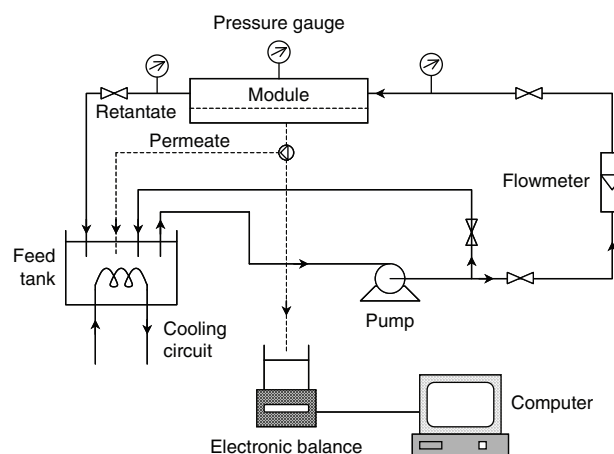 Pressure gauge
Module
Retantate
Permeate
Flowmeter
Feed
tank
Cooling
circuit
Pump
Computer
Electronic balance